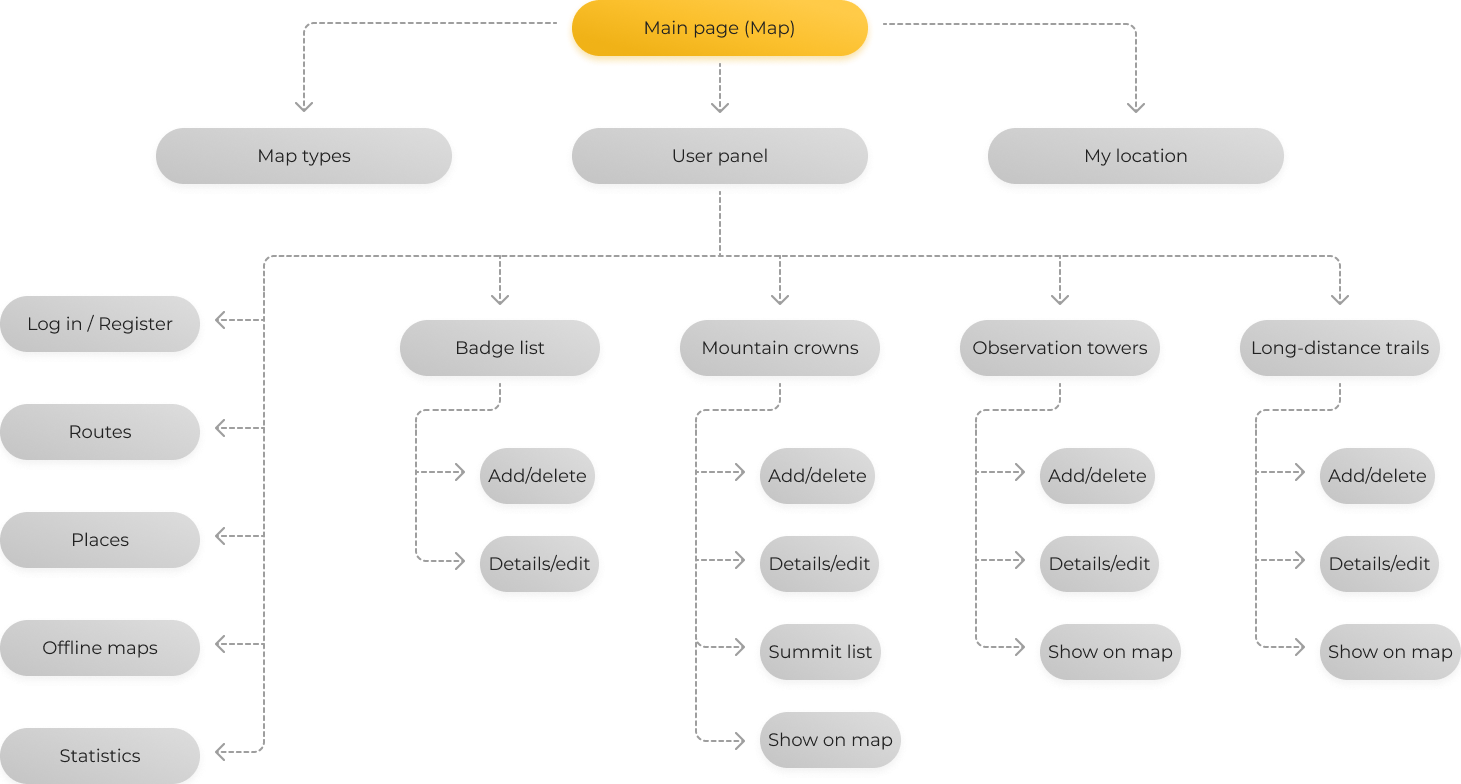 Main page (Map)
Map types
User panel
My location
Log in / Register
Routes
Places
Offline maps
Statistics
Badge list
Add/delete
Details/edit
Mountain crowns
Add/delete
Details/edit
Summit list
Show on map
Observation towers
Add/delete
Details/edit
Show on map
Long-distance trails
Add/delete
Details/edit
Show on map